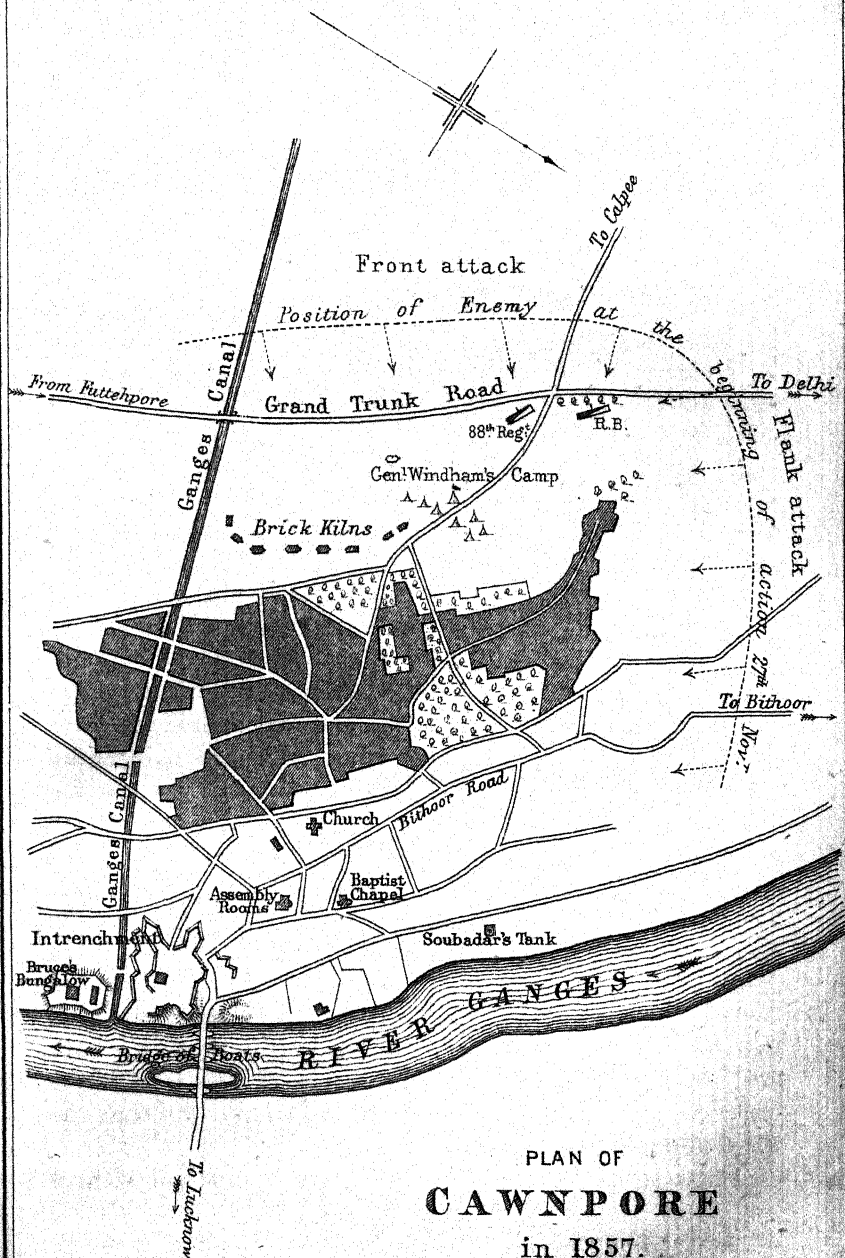 To Calpee
Front attack
Position of Enemy at the beginning of action 27th Novr.
From Futtehpore
Grand Trunk Road
To Delhi
Flank attack
Ganges Canal
88th Regt.
R.B.
Genl. Windham's Camp
Brick Kilns
To Bithoor
Ganges Canal
Church
Bithoor Road
Assembly
Rooms
Baptist
Chapel
Intrenchment
Soubadar's Tank
Bruce's
Bungalow
RIVER GANGES
Bridge of Boats
To Lucknow
PLAN OF
CAWNPORE
in 1857.